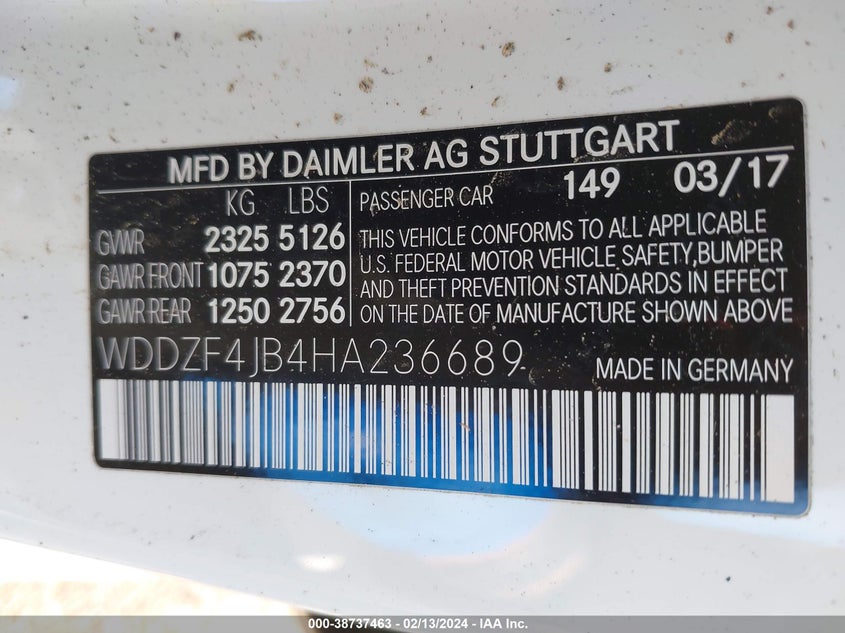 MFD BY DAIMLER AG STUTTGART
KG LBS
GVWR 2325 5126
GAWR FRONT 1075 2370
GAWR REAR 1250 2756
PASSENGER CAR 149 03/17
THIS VEHICLE CONFORMS TO ALL APPLICABLE
U.S. FEDERAL MOTOR VEHICLE SAFETY,BUMPER
AND THEFT PREVENTION STANDARDS IN EFFECT
ON THE DATE OF MANUFACTURE SHOWN ABOVE
WDDZF4JB4HA236689 MADE IN GERMANY
000-38737463 - 02/13/2024 - IAA Inc.